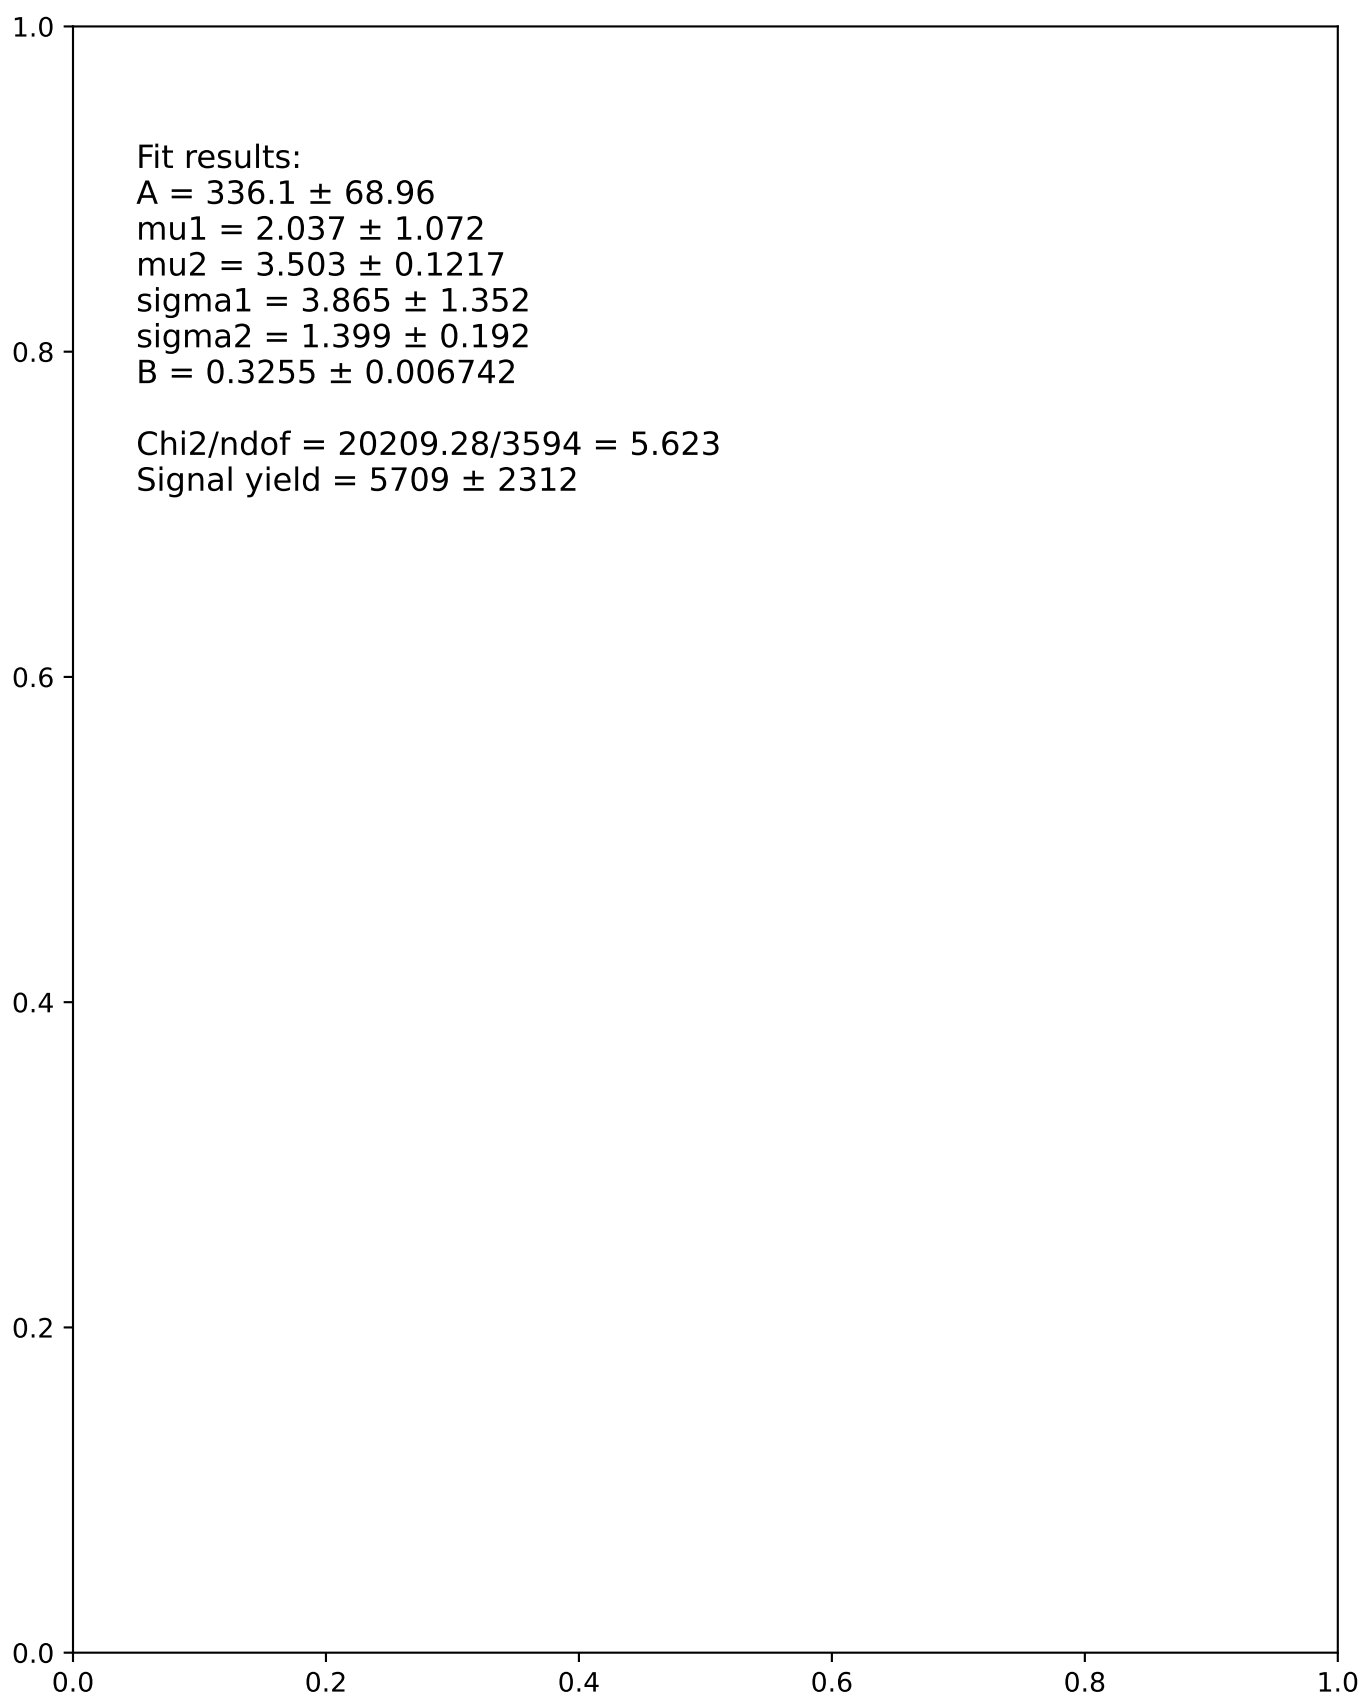 1.0
Fit results:
A = 336.1 ± 68.96
mu1 = 2.037 ± 1.072
mu2 = 3.503 ± 0.1217
sigma1 = 3.865 ± 1.352
sigma2 = 1.399 ± 0.192
0.8
B = 0.3255 ± 0.006742
Chi2/ndof = 20209.28/3594 = 5.623
Signal yield = 5709 ± 2312
0.6
0.4
0.2
0.0
0.0 0.2 0.4 0.6 0.8 1.0